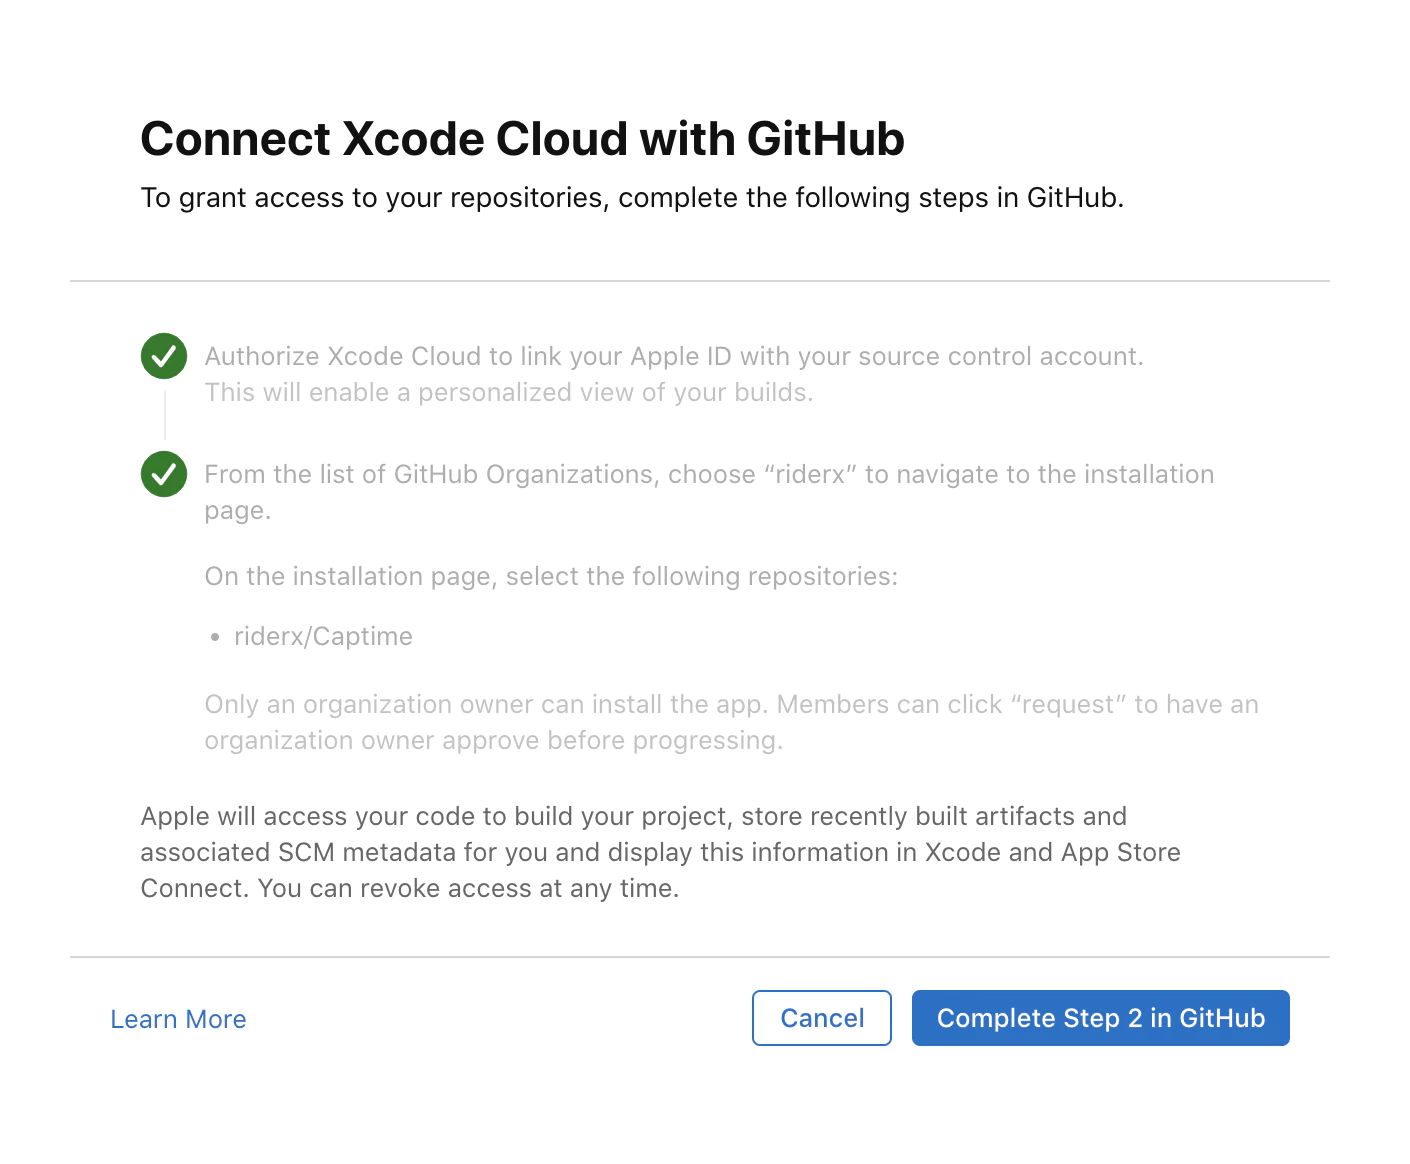 Connect Xcode Cloud with GitHub
To grant access to your repositories, complete the following steps in GitHub.
Authorize Xcode Cloud to link your Apple ID with your source control account.
This will enable a personalized view of your builds.
From the list of GitHub Organizations, choose “riderx” to navigate to the installation
page.
On the installation page, select the following repositories:
• riderx/Captime
Only an organization owner can install the app. Members can click “request” to have an
organization owner approve before progressing.
Apple will access your code to build your project, store recently built artifacts and
associated SCM metadata for you and display this information in Xcode and App Store
Connect. You can revoke access at any time.
Learn More
Cancel
Complete Step 2 in GitHub